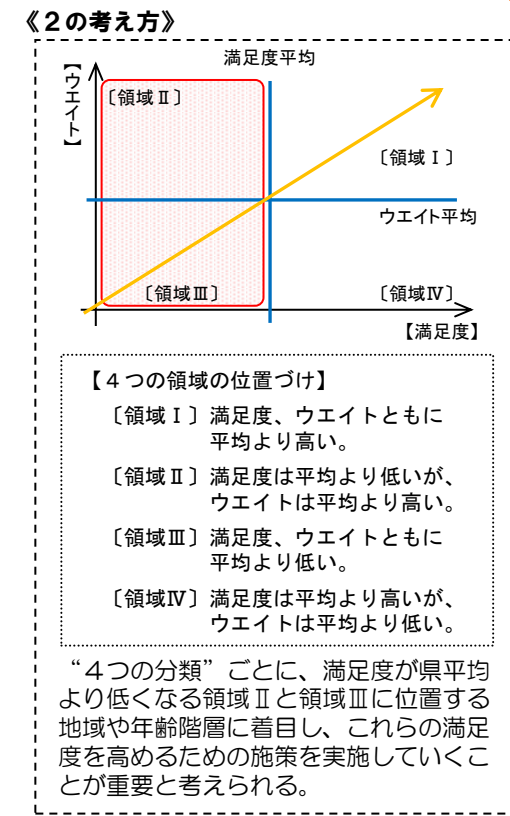 《２の考え方》
満足度平均
【ウエイト】
〔領域Ⅱ〕
〔領域Ⅰ〕
ウエイト平均
〔領域Ⅲ〕
〔領域Ⅳ〕
【満足度】
【４つの領域の位置づけ】
〔領域Ⅰ〕満足度、ウエイトともに
平均より高い。
〔領域Ⅱ〕満足度は平均より低いが、
ウエイトは平均より高い。
〔領域Ⅲ〕満足度、ウエイトともに
平均より低い。
〔領域Ⅳ〕満足度は平均より高いが、
ウエイトは平均より低い。
“４つの分類”ごとに、満足度が県平均
より低くなる領域Ⅱと領域Ⅲに位置する
地域や年齢階層に着目し、これらの満足
度を高めるための施策を実施していくこ
とが重要と考えられる。